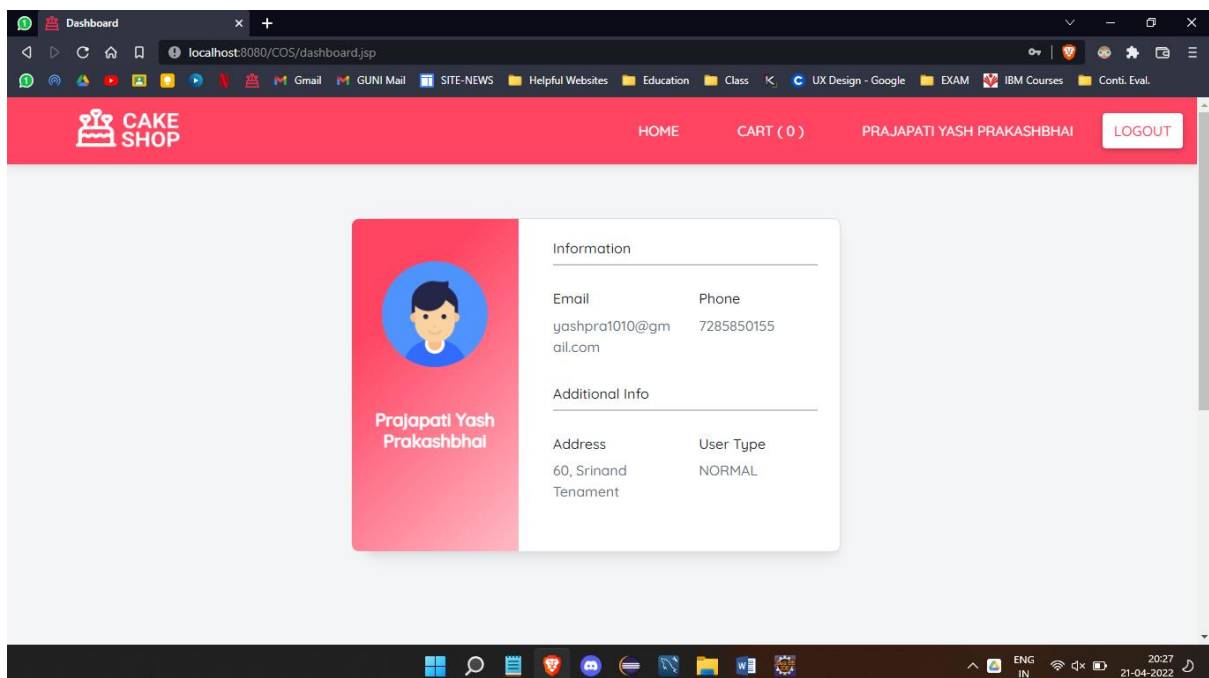 Dashboard
localhost:8080/COS/dashboard.jsp
Gmail GUNI Mail SITE-NEWS Helpful Websites Education Class UX Design - Google EXAM IBM Courses Conti. Eval.
CAKE
SHOP
HOME CART ( 0 ) PRAJAPATI YASH PRAKASHBHAI LOGOUT
Prajapati Yash
Prakashbhai
Information
Email Phone
yashpra1010@gm 7285850155
ail.com
Additional Info
Address User Type
60, Srinand NORMAL
Tenament
ENG 20:27
IN 21-04-2022